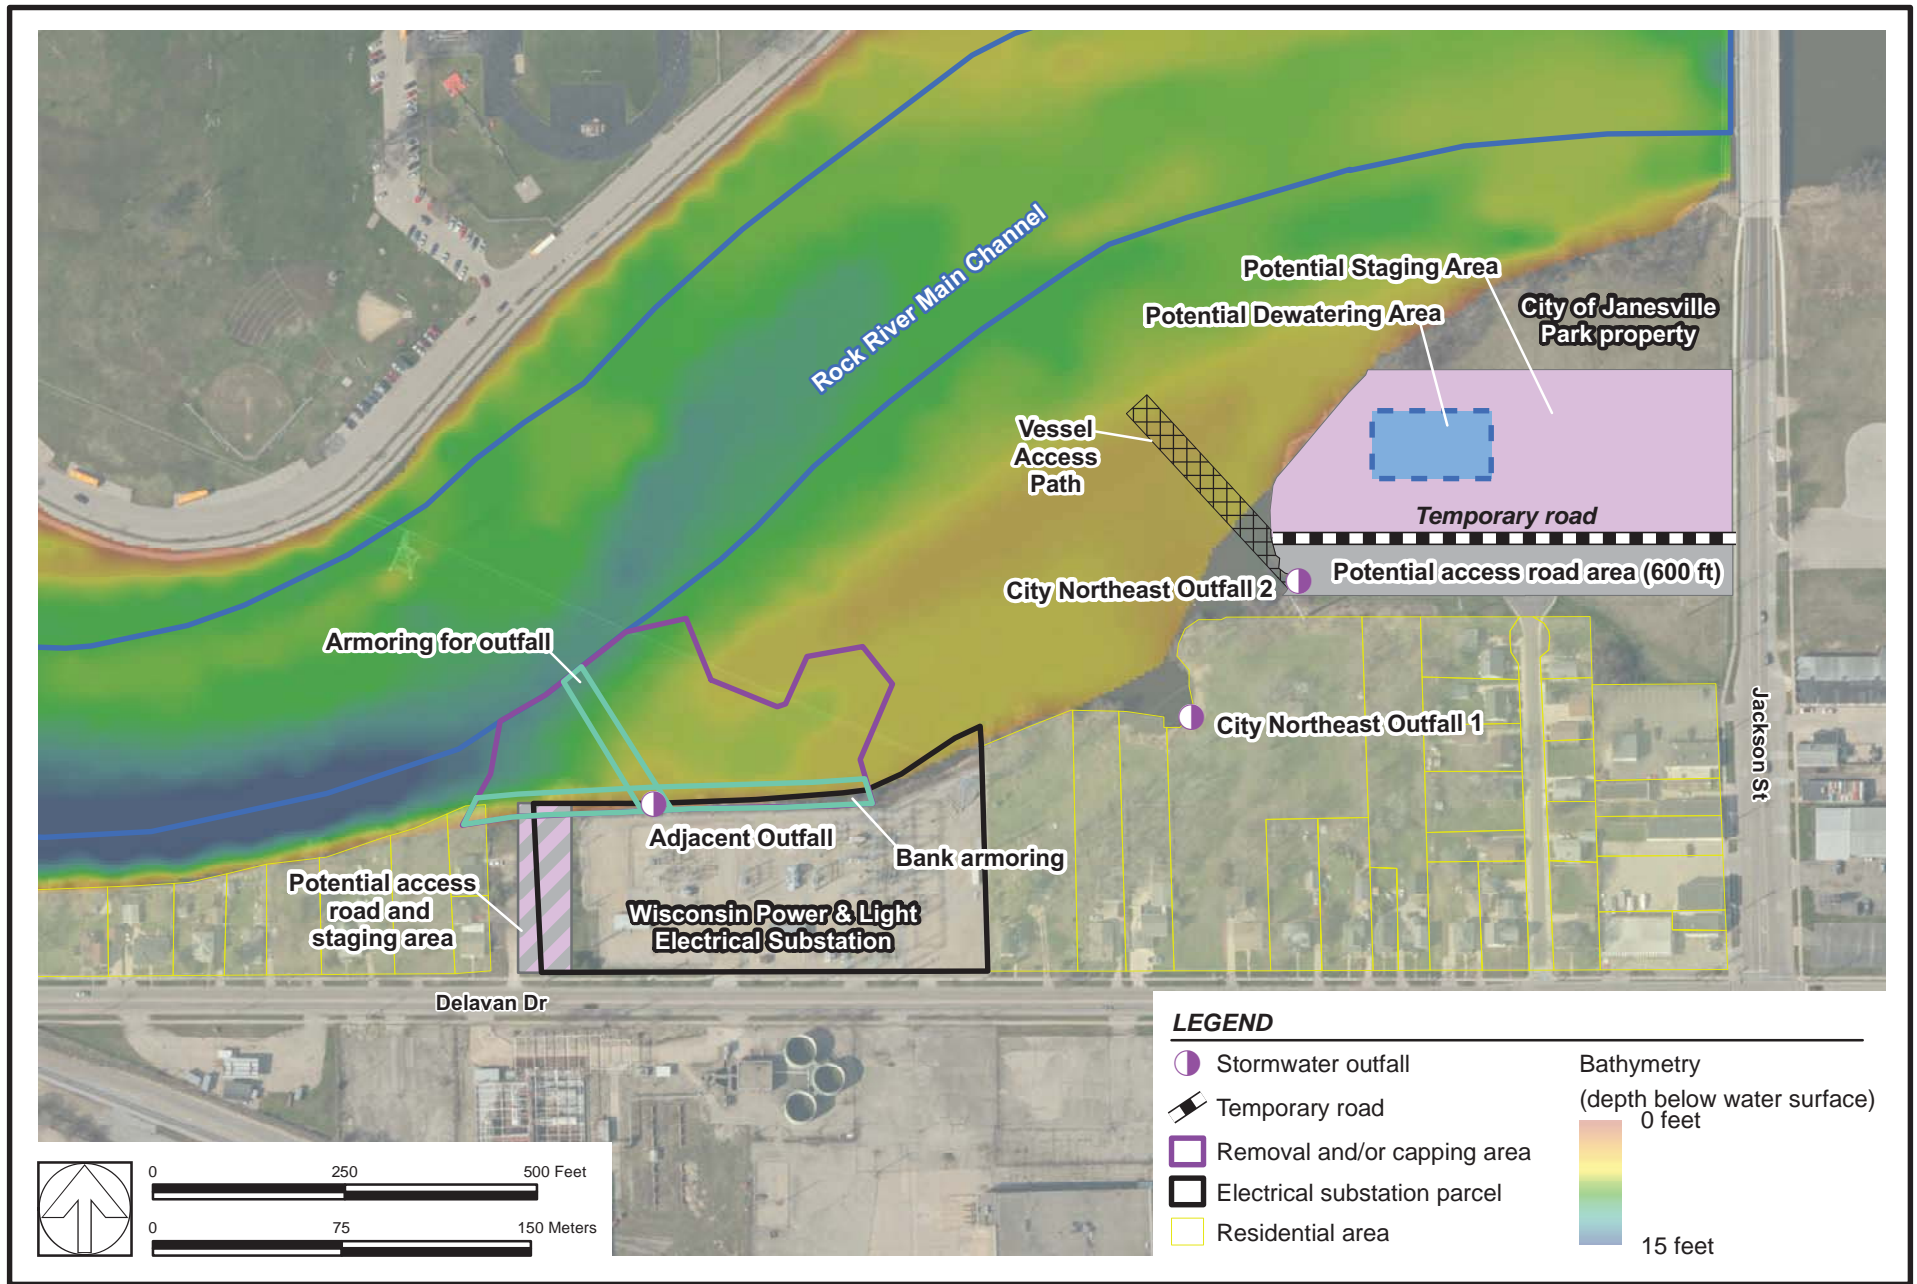 Rock River Main Channel
Potential Staging Area
Potential Dewatering Area
City of Janesville
Park property
Vessel
Access
Path
Temporary road
Potential access road area (600 ft)
City Northeast Outfall 2
Armoring for outfall
City Northeast Outfall 1
Jackson St
Adjacent Outfall
Bank armoring
Potential access
road and
staging area
Wisconsin Power & Light
Electrical Substation
Delavan Dr
LEGEND
Stormwater outfall
Temporary road
Removal and/or capping area
Electrical substation parcel
Residential area
Bathymetry
(depth below water surface)
0 feet
15 feet
0 250 500 Feet
0 75 150 Meters